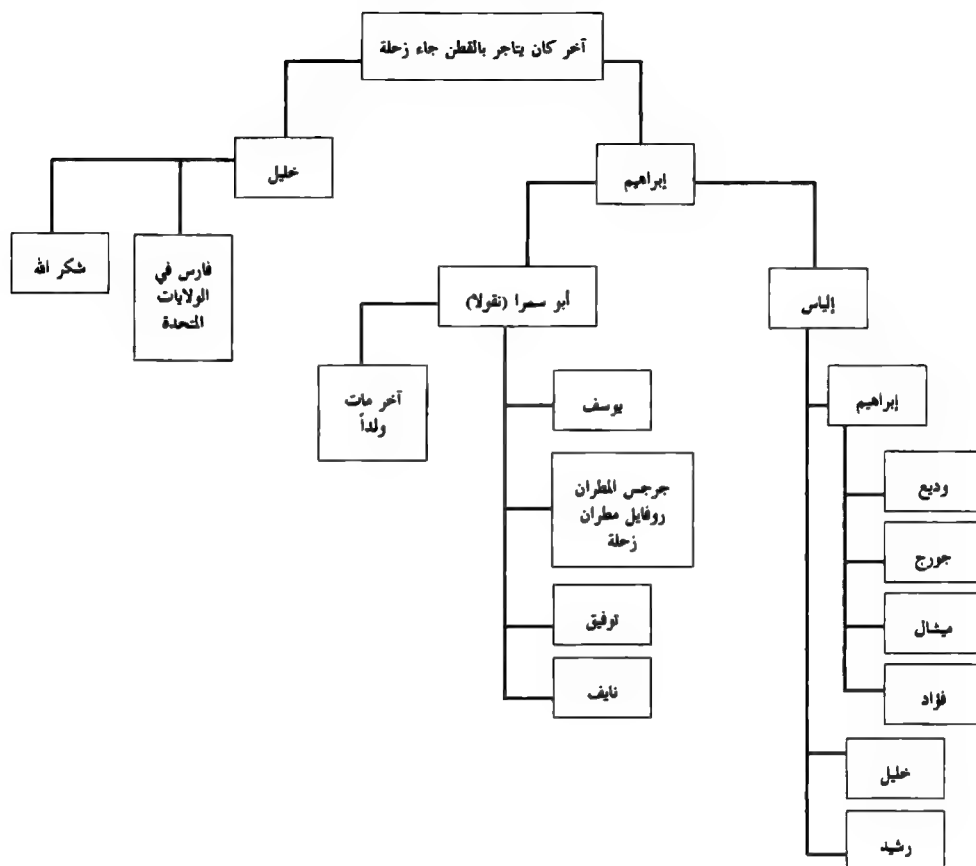 آخر كان يتاجر بالقطن جاء زحلة
إبراهيم
خليل
إلياس
أبو سمرا (نقولا)
فارس في
الولايات
المتحدة
شكر الله
إبراهيم
وديع
جورج
ميشال
فؤاد
خليل
رشيد
يوسف
جرجس المطران
روفايل مطران
زحلة
توفيق
نايف
آخر مات
ولداً